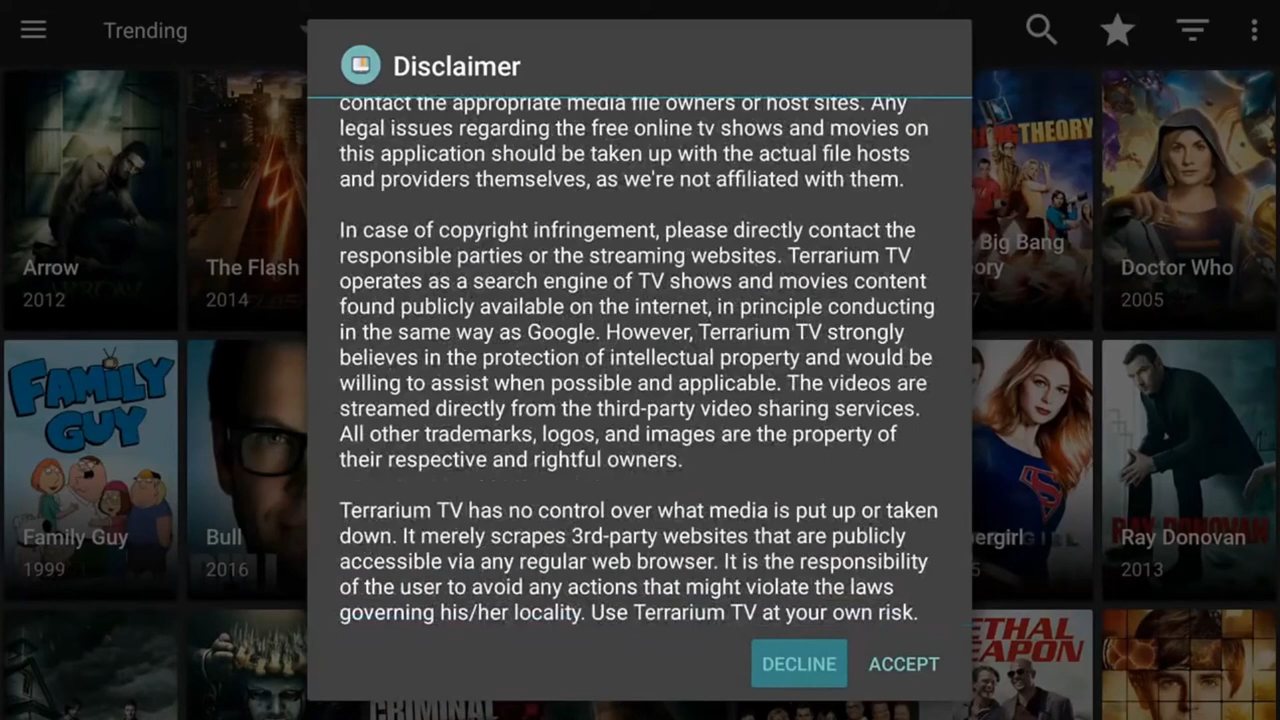 Trending
Disclaimer
contact the appropriate media file owners or host sites. Any
legal issues regarding the free online tv shows and movies on
this application should be taken up with the actual file hosts
and providers themselves, as we're not affiliated with them.
In case of copyright infringement, please directly contact the
responsible parties or the streaming websites. Terrarium TV
operates as a search engine of TV shows and movies content
found publicly available on the internet, in principle conducting
in the same way as Google. However, Terrarium TV strongly
believes in the protection of intellectual property and would be
willing to assist when possible and applicable. The videos are
streamed directly from the third-party video sharing services.
All other trademarks, logos, and images are the property of
their respective and rightful owners.
Terrarium TV has no control over what media is put up or taken
down. It merely scrapes 3rd-party websites that are publicly
accessible via any regular web browser. It is the responsibility
of the user to avoid any actions that might violate the laws
governing his/her locality. Use Terrarium TV at your own risk.
DECLINE ACCEPT
Arrow
2012
The Flash
2014
THEORY
Big Bang
ory
7
Doctor Who
2005
FAMILY
GUY
Family Guy
1999
Bull
2016
ergirl
5
RAY DONOVAN
Ray Donovan
2013
CRIMINAL
ETHAL
EAPON